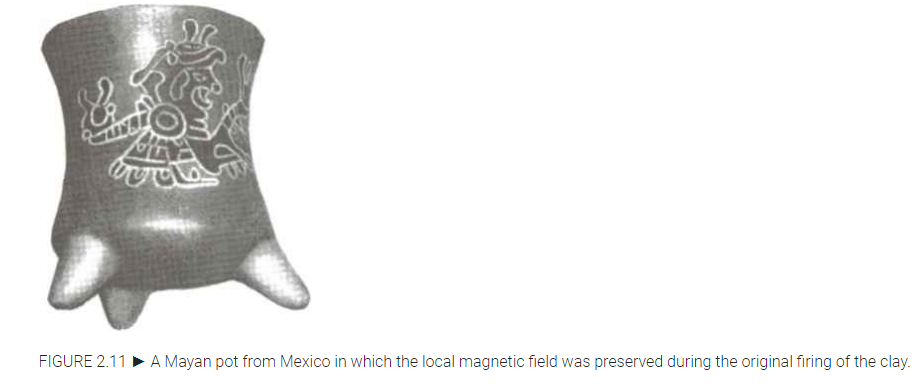 FIGURE 2.11 ► A Mayan pot from Mexico in which the local magnetic field was preserved during the original firing of the clay.